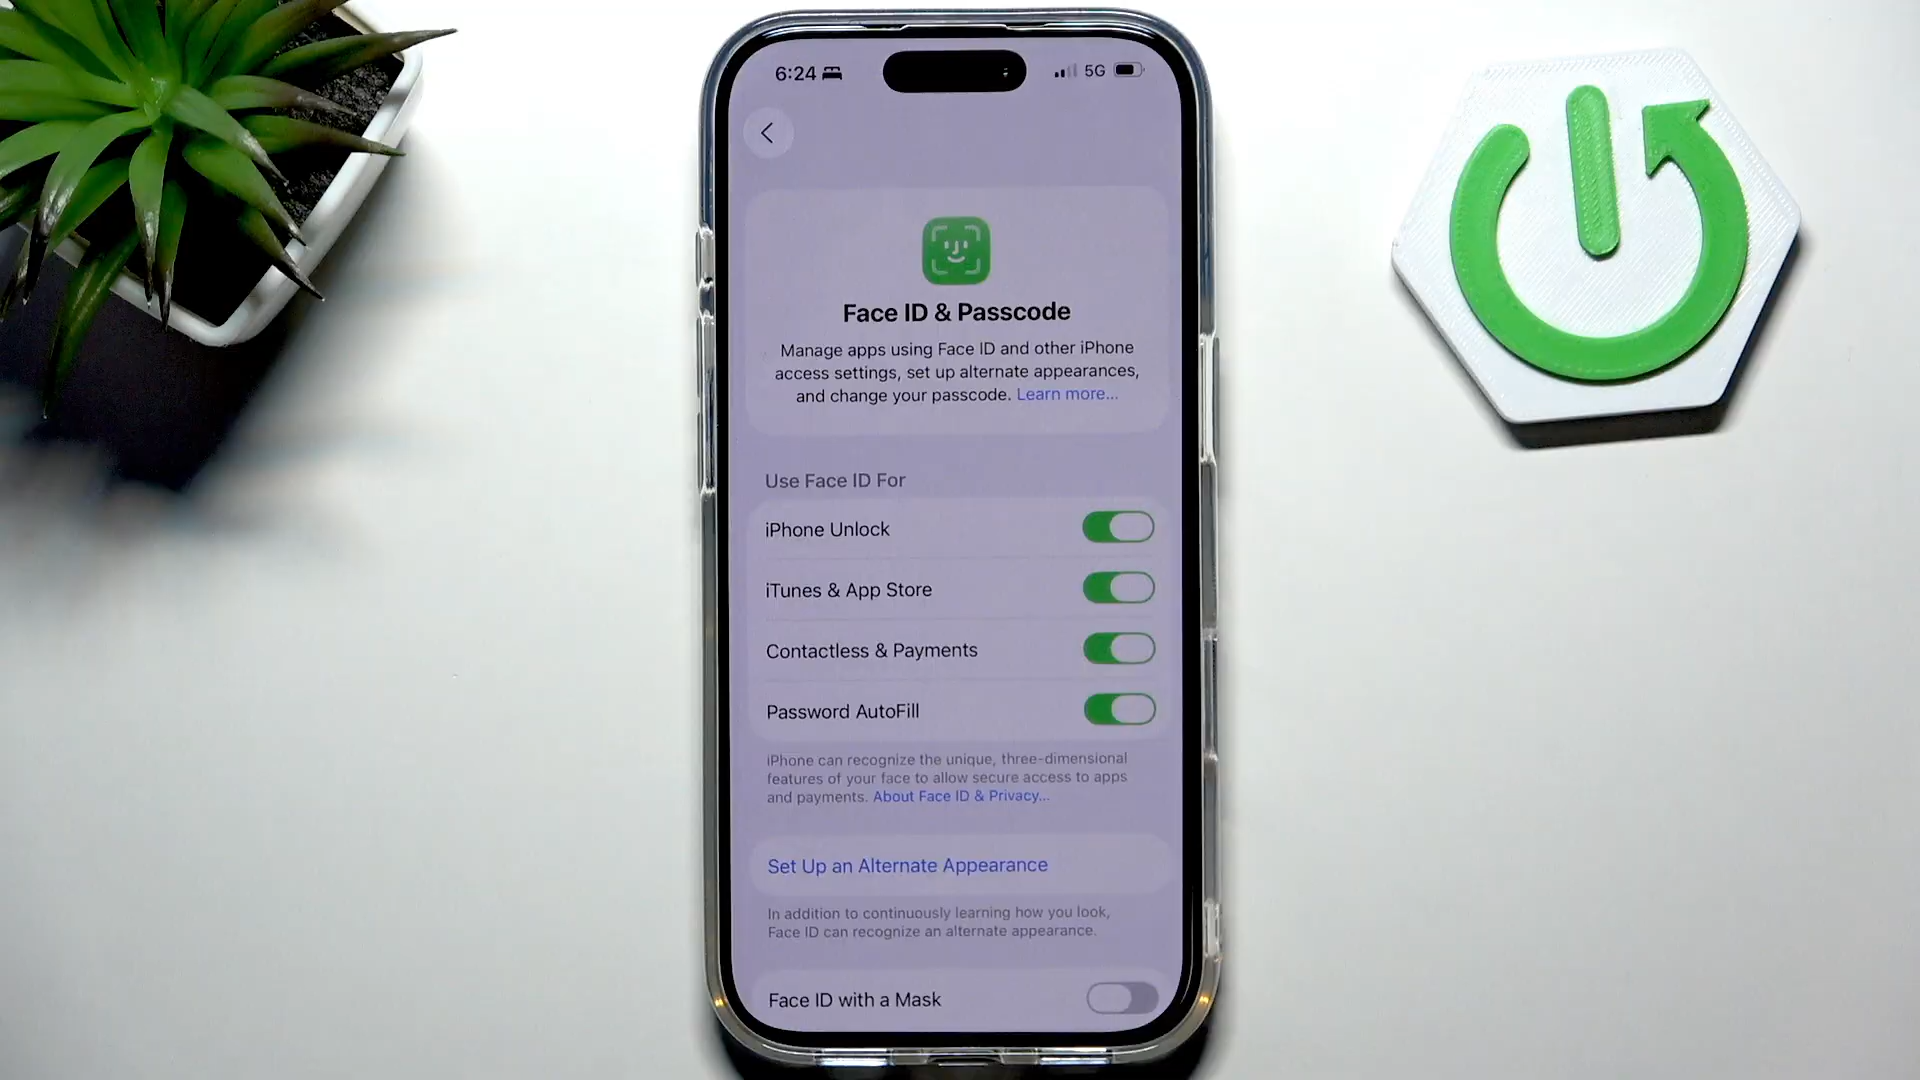 6:24
5G
Face ID & Passcode
Manage apps using Face ID and other iPhone
access settings, set up alternate appearances,
and change your passcode. Learn more...
Use Face ID For
iPhone Unlock
iTunes & App Store
Contactless & Payments
Password AutoFill
iPhone can recognize the unique, three-dimensional
features of your face to allow secure access to apps
and payments. About Face ID & Privacy...
Set Up an Alternate Appearance
In addition to continuously learning how you look,
Face ID can recognize an alternate appearance.
Face ID with a Mask